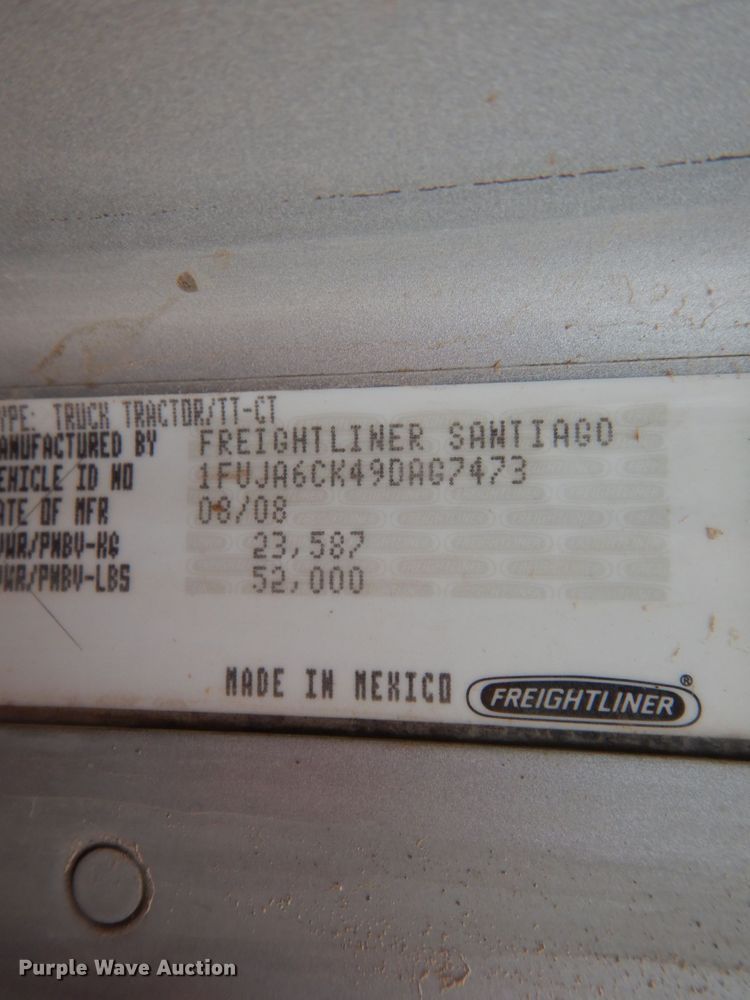 YPE: TRUCK TRACTOR/TT-CT
ANUFACTURED BY FREIGHTLINER SANTIAGO
EHICLE ID NO 1FUJA6CK49DAG7473
ATE OF MFR 08/08
VWR/PNBV-KG 23,587
VWR/PNBV-LBS 52,000
MADE IN MEXICO FREIGHTLINER®
Purple Wave Auction